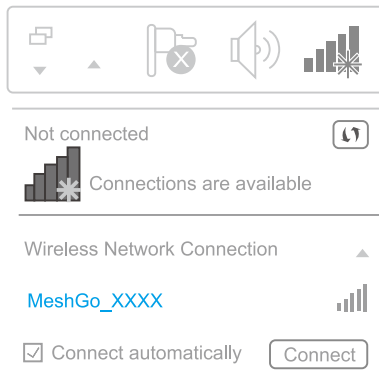 Not connected
Connections are available
Wireless Network Connection
MeshGo_XXXX
Connect automatically
Connect